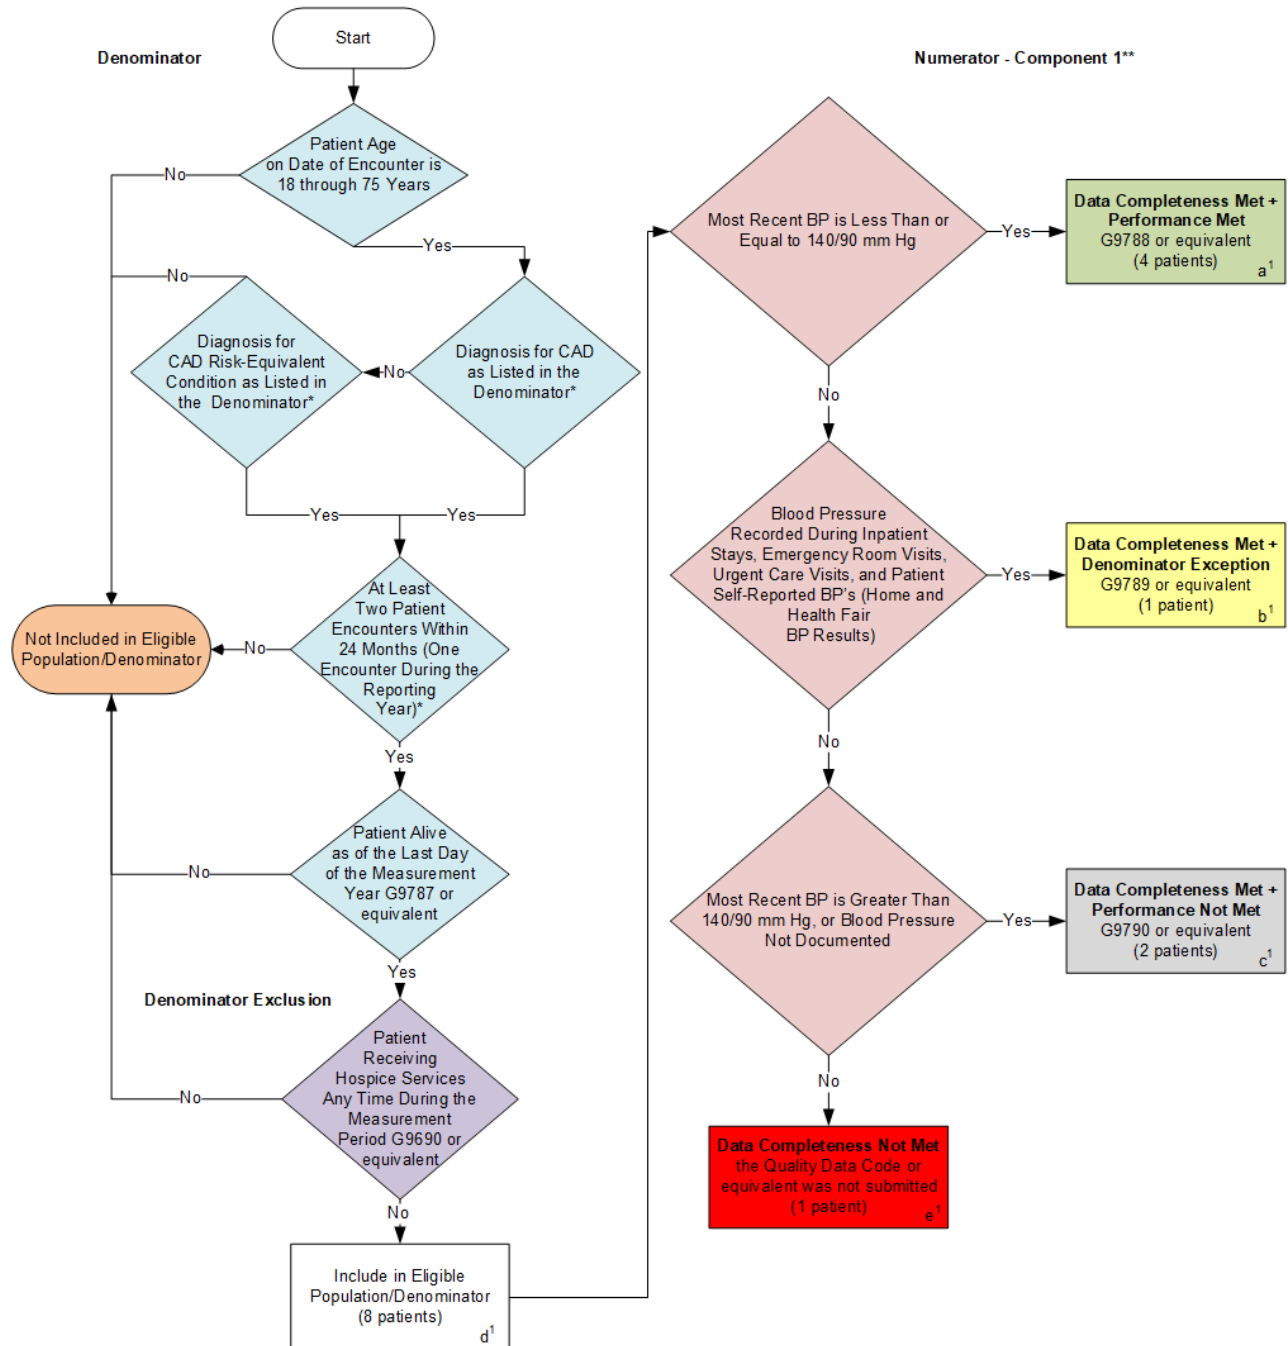 Start
Denominator
Patient Age
on Date of Encounter is
18 through 75 Years
No
Yes
No
Diagnosis for
CAD Risk-Equivalent
Condition as Listed in
the Denominator*
No
Diagnosis for CAD
as Listed in the
Denominator*
Yes
Yes
At Least
Two Patient
Encounters Within
24 Months (One
Encounter During the
Reporting
Year)*
No
Not Included in Eligible
Population/Denominator
Yes
Patient Alive
as of the Last Day
of the Measurement
Year G9787 or
equivalent
No
Yes
Denominator Exclusion
Patient
Receiving
Hospice Services
Any Time During the
Measurement
Period G9690 or
equivalent
No
No
Include in Eligible
Population/Denominator
(8 patients)
d¹
Numerator - Component 1**
Most Recent BP is Less Than or
Equal to 140/90 mm Hg
Yes
Data Completeness Met +
Performance Met
G9788 or equivalent
(4 patients)
a¹
No
Blood Pressure
Recorded During Inpatient
Stays, Emergency Room Visits,
Urgent Care Visits, and Patient
Self-Reported BP's (Home and
Health Fair
BP Results)
Yes
Data Completeness Met +
Denominator Exception
G9789 or equivalent
(1 patient)
b¹
No
Most Recent BP is Greater Than
140/90 mm Hg, or Blood Pressure
Not Documented
Yes
Data Completeness Met +
Performance Not Met
G9790 or equivalent
(2 patients)
c¹
No
Data Completeness Not Met
the Quality Data Code or
equivalent was not submitted
(1 patient)
e¹